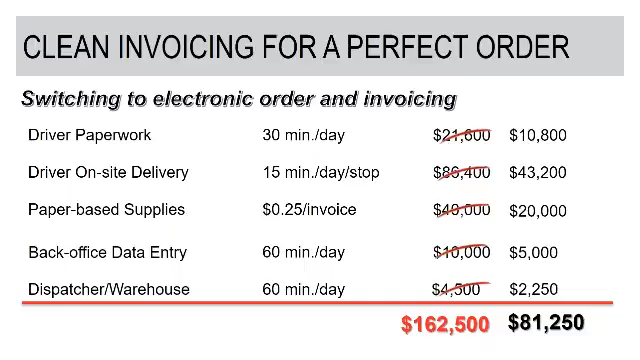 CLEAN INVOICING FOR A PERFECT ORDER
Switching to electronic order and invoicing
Driver Paperwork 30 min./day $21,600 $10,800
Driver On-site Delivery 15 min./day/stop $86,400 $43,200
Paper-based Supplies $0.25/invoice $40,000 $20,000
Back-office Data Entry 60 min./day $10,000 $5,000
Dispatcher/Warehouse 60 min./day $4,500 $2,250
$162,500 $81,250